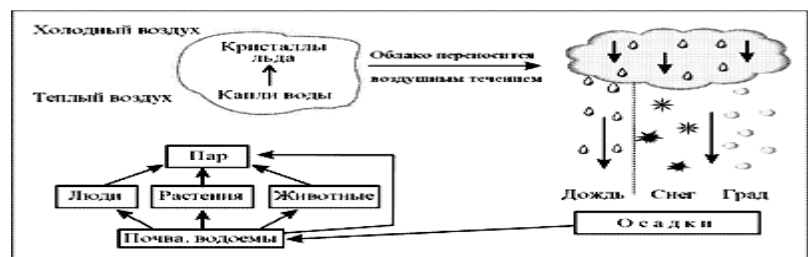 Холодный воздух
Кристаллы
льда
Облако переносится
воздушным течением
Теплый воздух
Капли воды
Пар
Люди
Растения
Животные
Дождь
Снег
Град
Почва. водоемы
Осадки